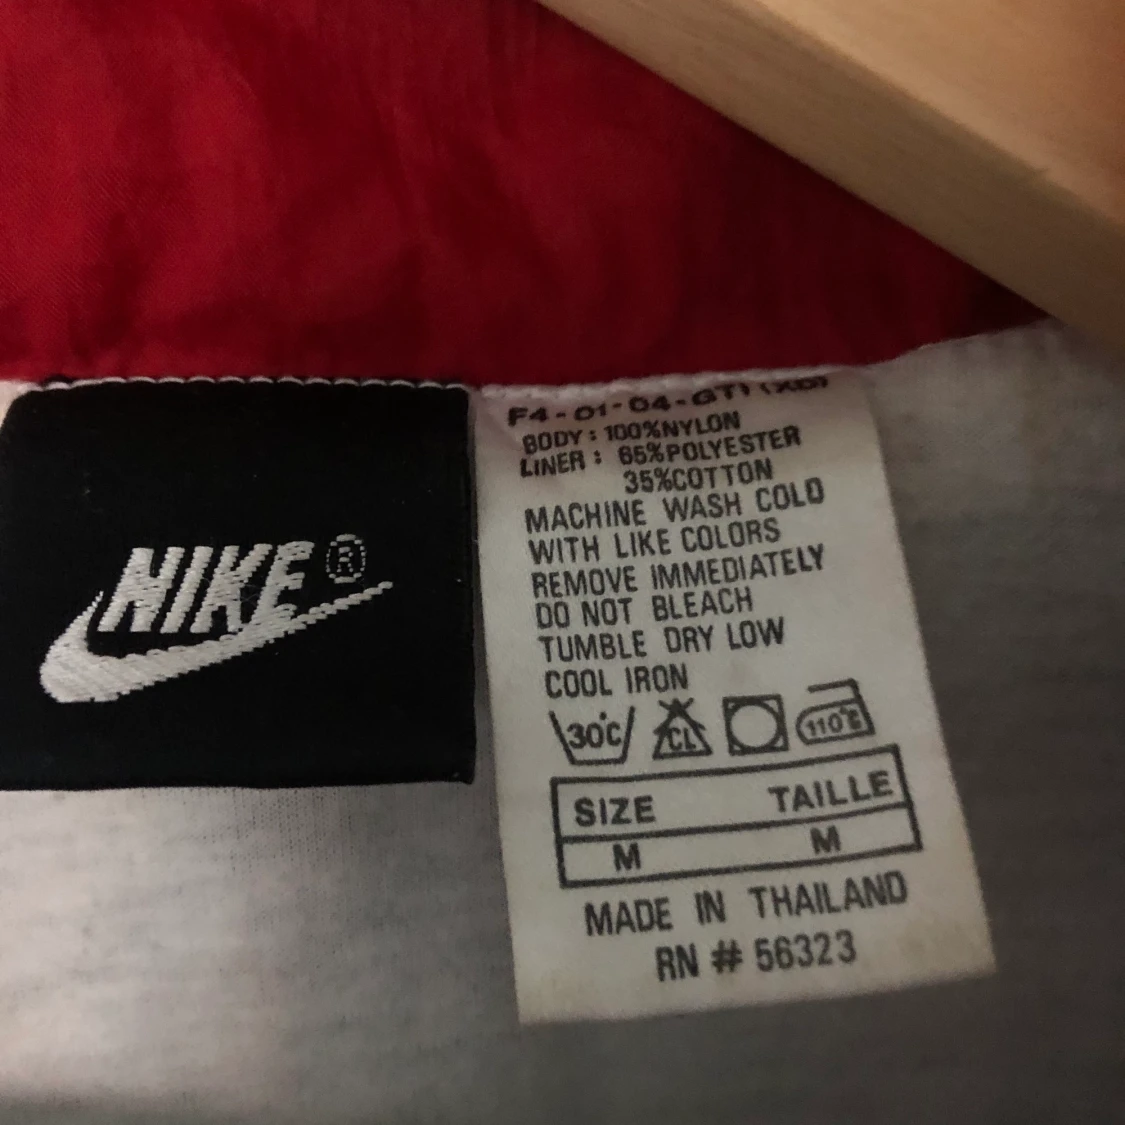 NIKE®
F4-01-04-GTI (XD)
BODY : 100%NYLON
LINER : 65%POLYESTER
35%COTTON
MACHINE WASH COLD
WITH LIKE COLORS
REMOVE IMMEDIATELY
DO NOT BLEACH
TUMBLE DRY LOW
COOL IRON
30°C CL 110°C
SIZE TAILLE
M M
MADE IN THAILAND
RN # 56323